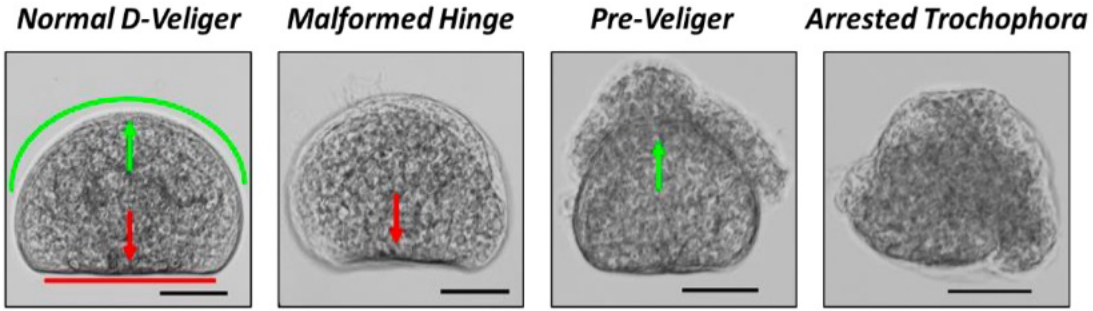 Normal D-Veliger
Malformed Hinge
Pre-Veliger
Arrested Trochophora